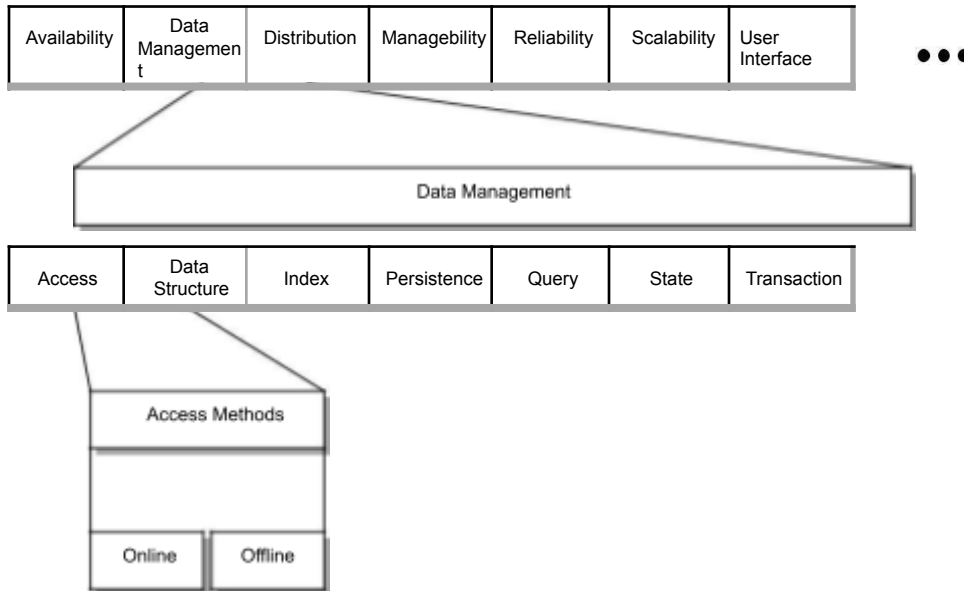 Availability
Data
Managemen
t
Distribution
Managebility
Reliability
Scalability
User
Interface
Data Management
Access
Data
Structure
Index
Persistence
Query
State
Transaction
Access Methods
Online
Offline